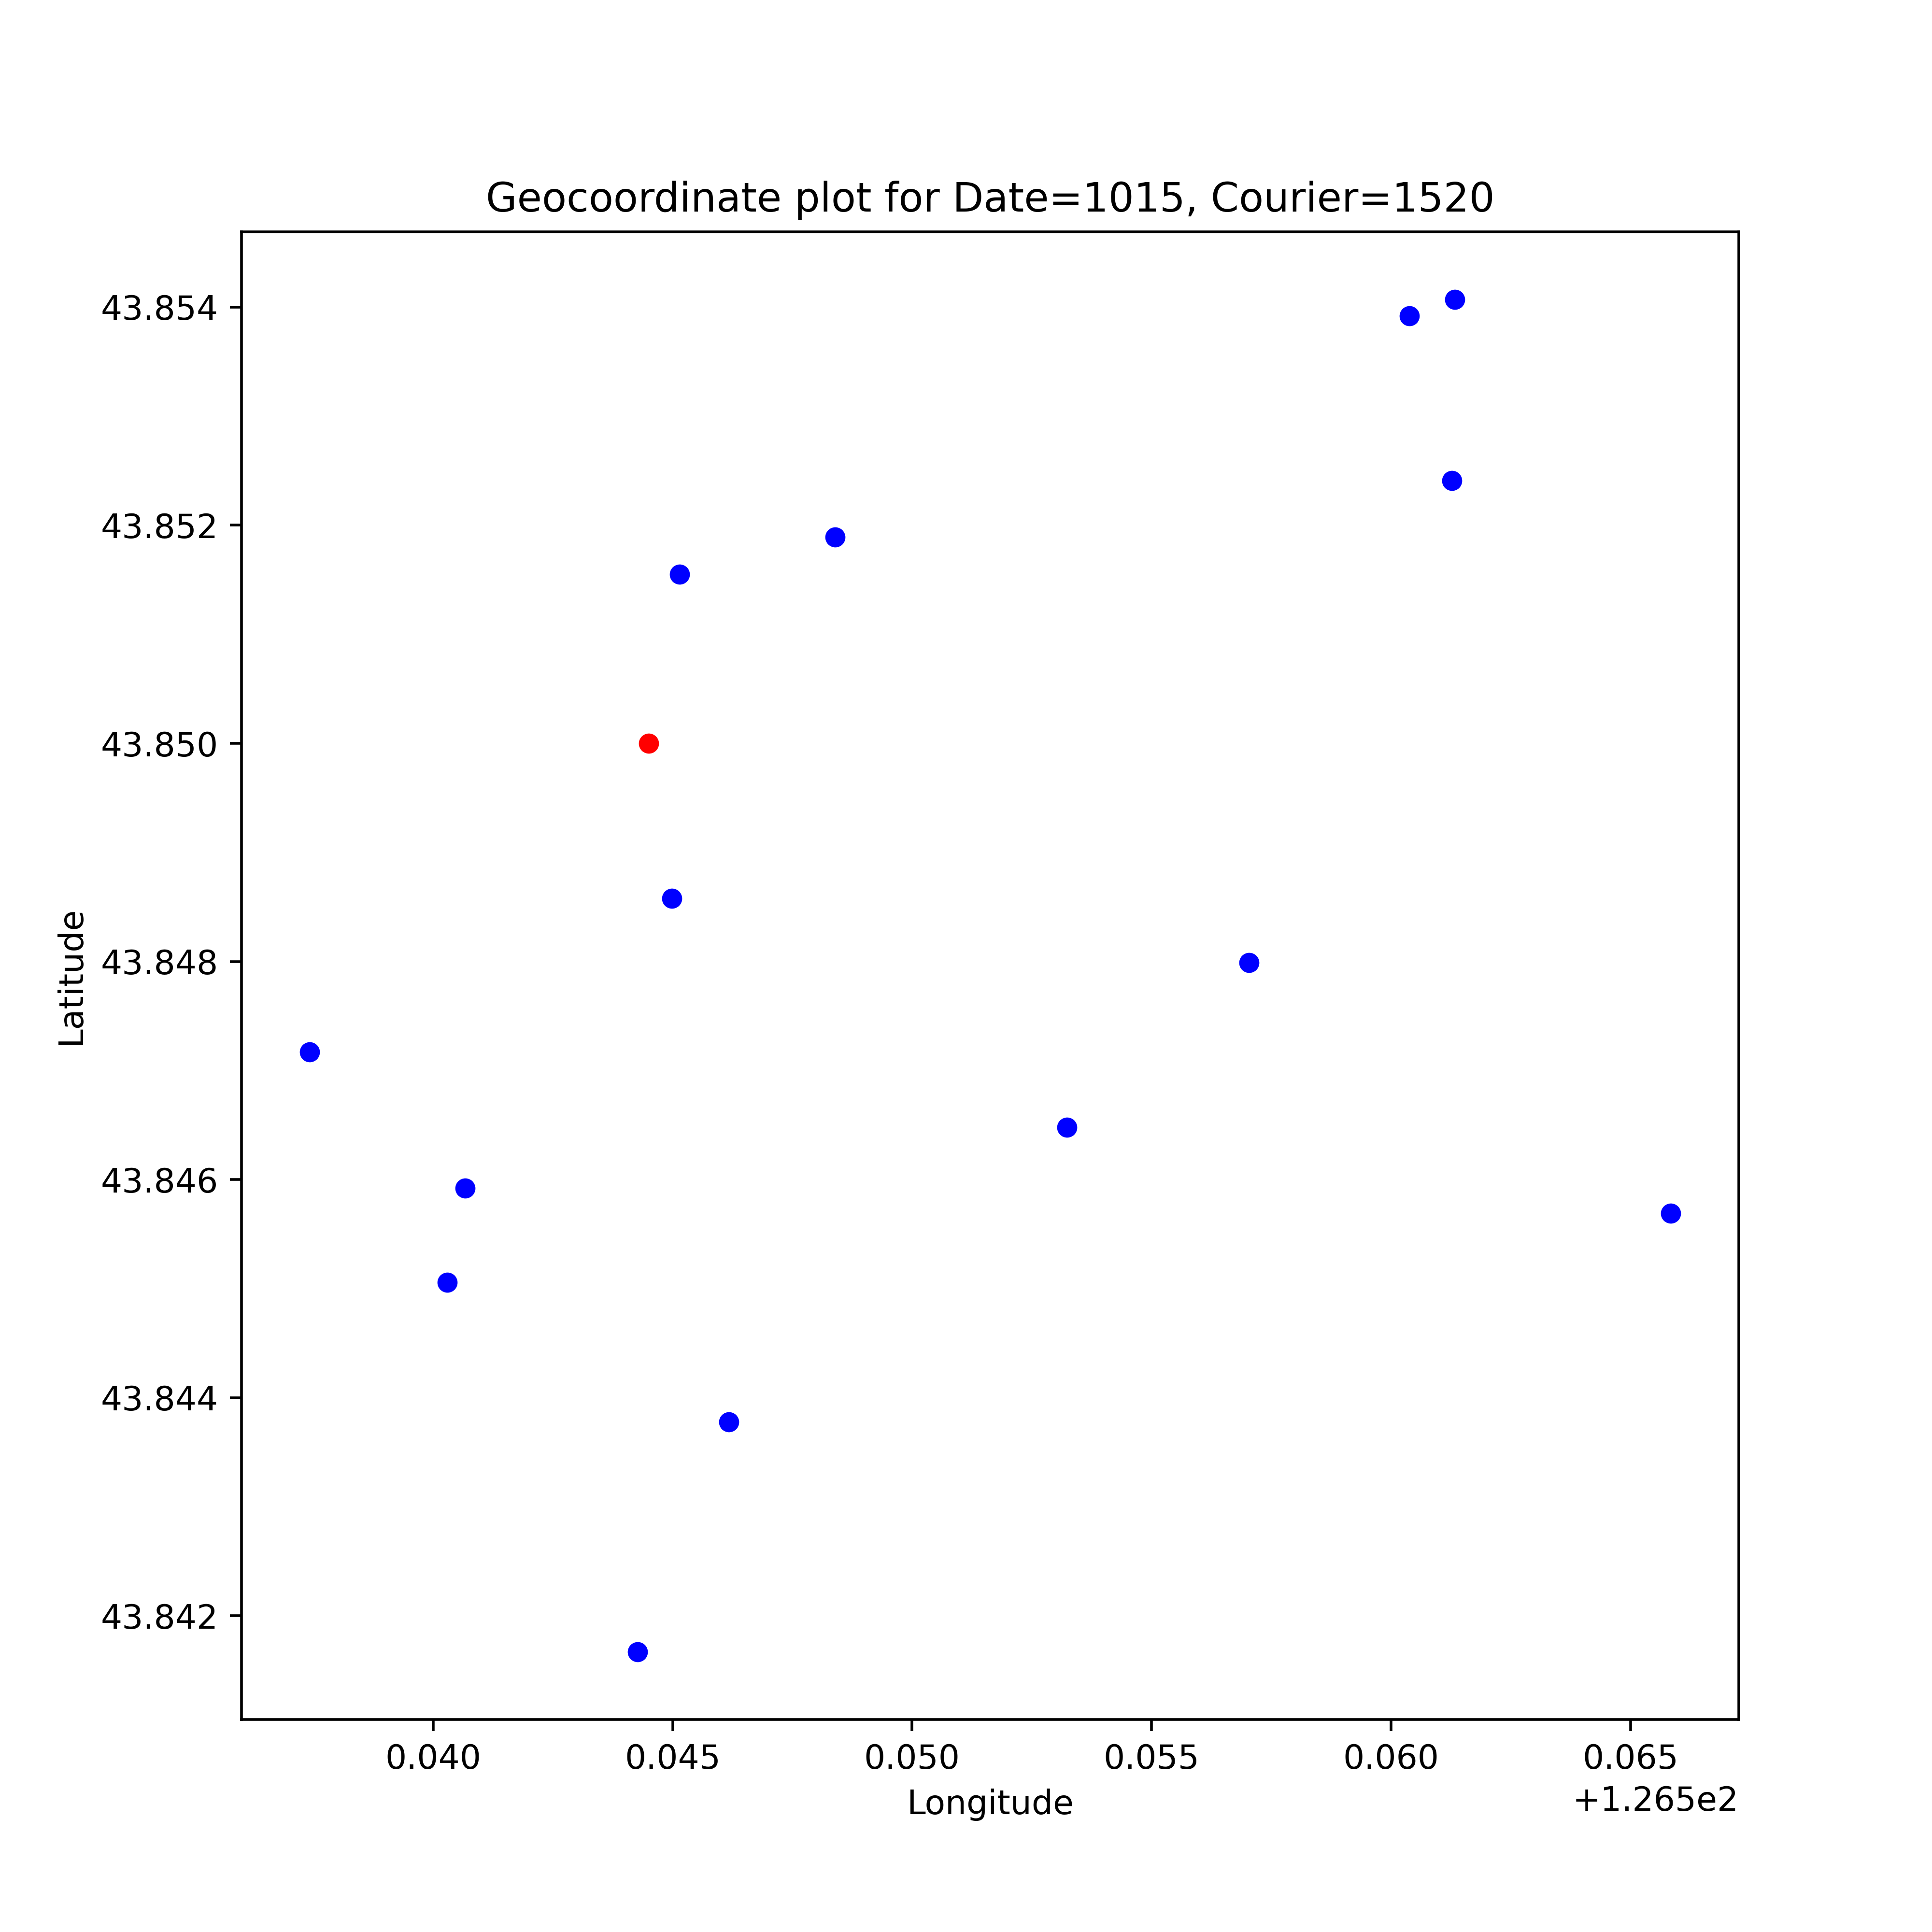 Geocoordinate plot for Date=1015, Courier=1520
43.854
43.852
43.850
43.848
43.846
43.844
43.842
Latitude
0.040 0.045 0.050 0.055 0.060 0.065
+1.265e2
Longitude